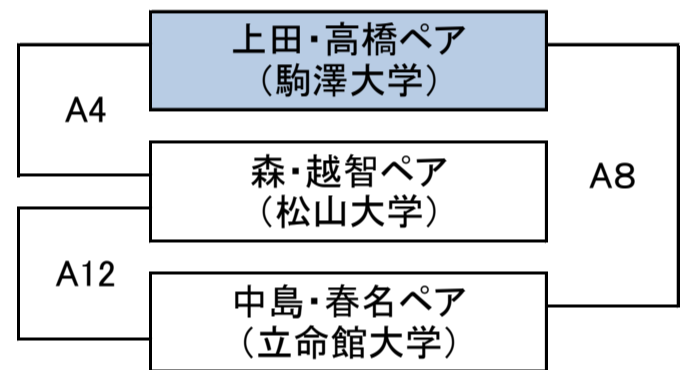 上田・高橋ペア
（駒澤大学）
A4
森・越智ペア
（松山大学）
A8
A12
中島・春名ペア
（立命館大学）